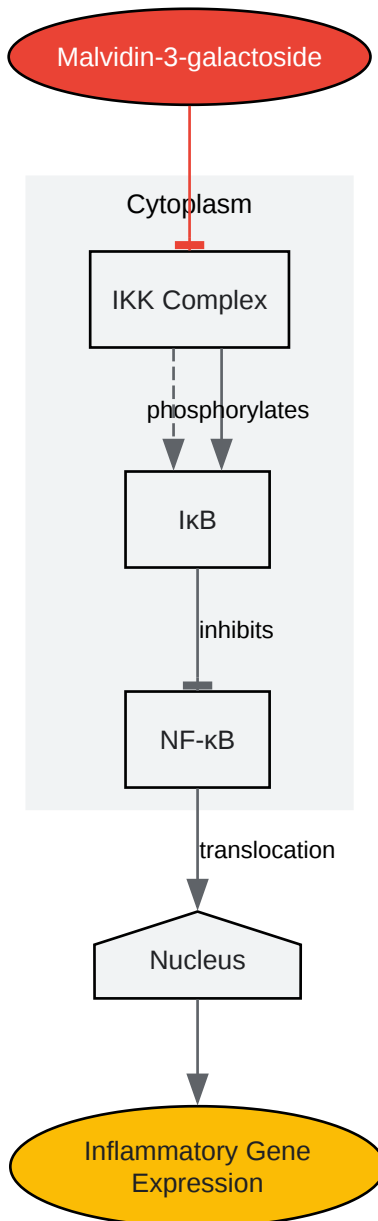 Malvidin-3-galactoside
Cytoplasm
IKK Complex
phosphorylates
IκB
inhibits
NF-κB
translocation
Nucleus
Inflammatory Gene
Expression